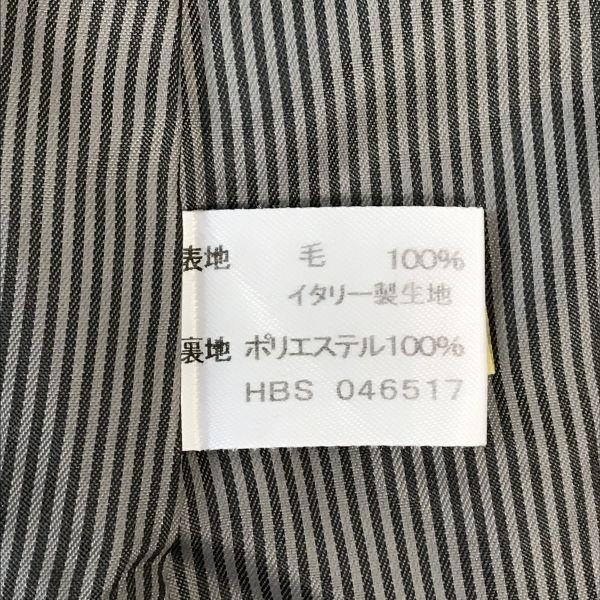 表地 毛 100%
イタリー製生地
裏地 ポリエステル100%
HBS 046517